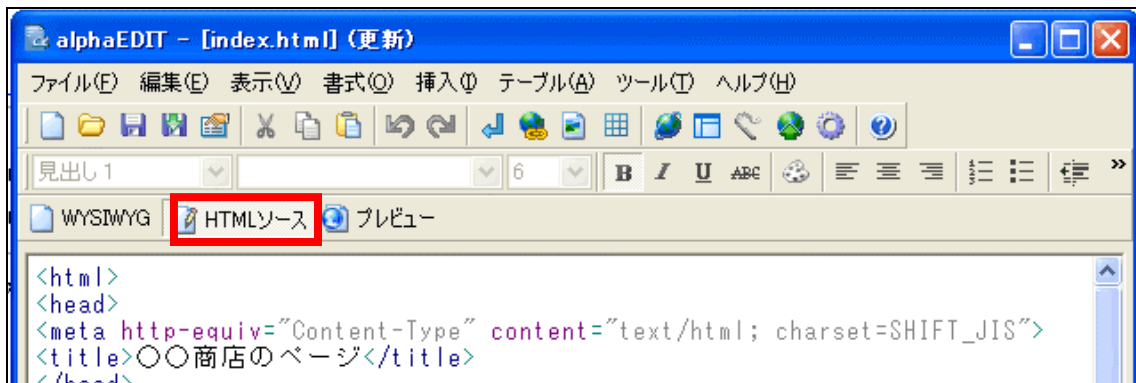 alphaEDIT - [index.html] (更新)
ファイル(F) 編集(E) 表示(V) 書式(O) 挿入(I) テーブル(A) ツール(T) ヘルプ(H)
見出し 1 6 B I U ABC »
WYSIWYG HTMLソース プレビュー
<html>
<head>
<meta http-equiv="Content-Type" content="text/html; charset=SHIFT_JIS">
<title>○○商店のページ</title>
</head>